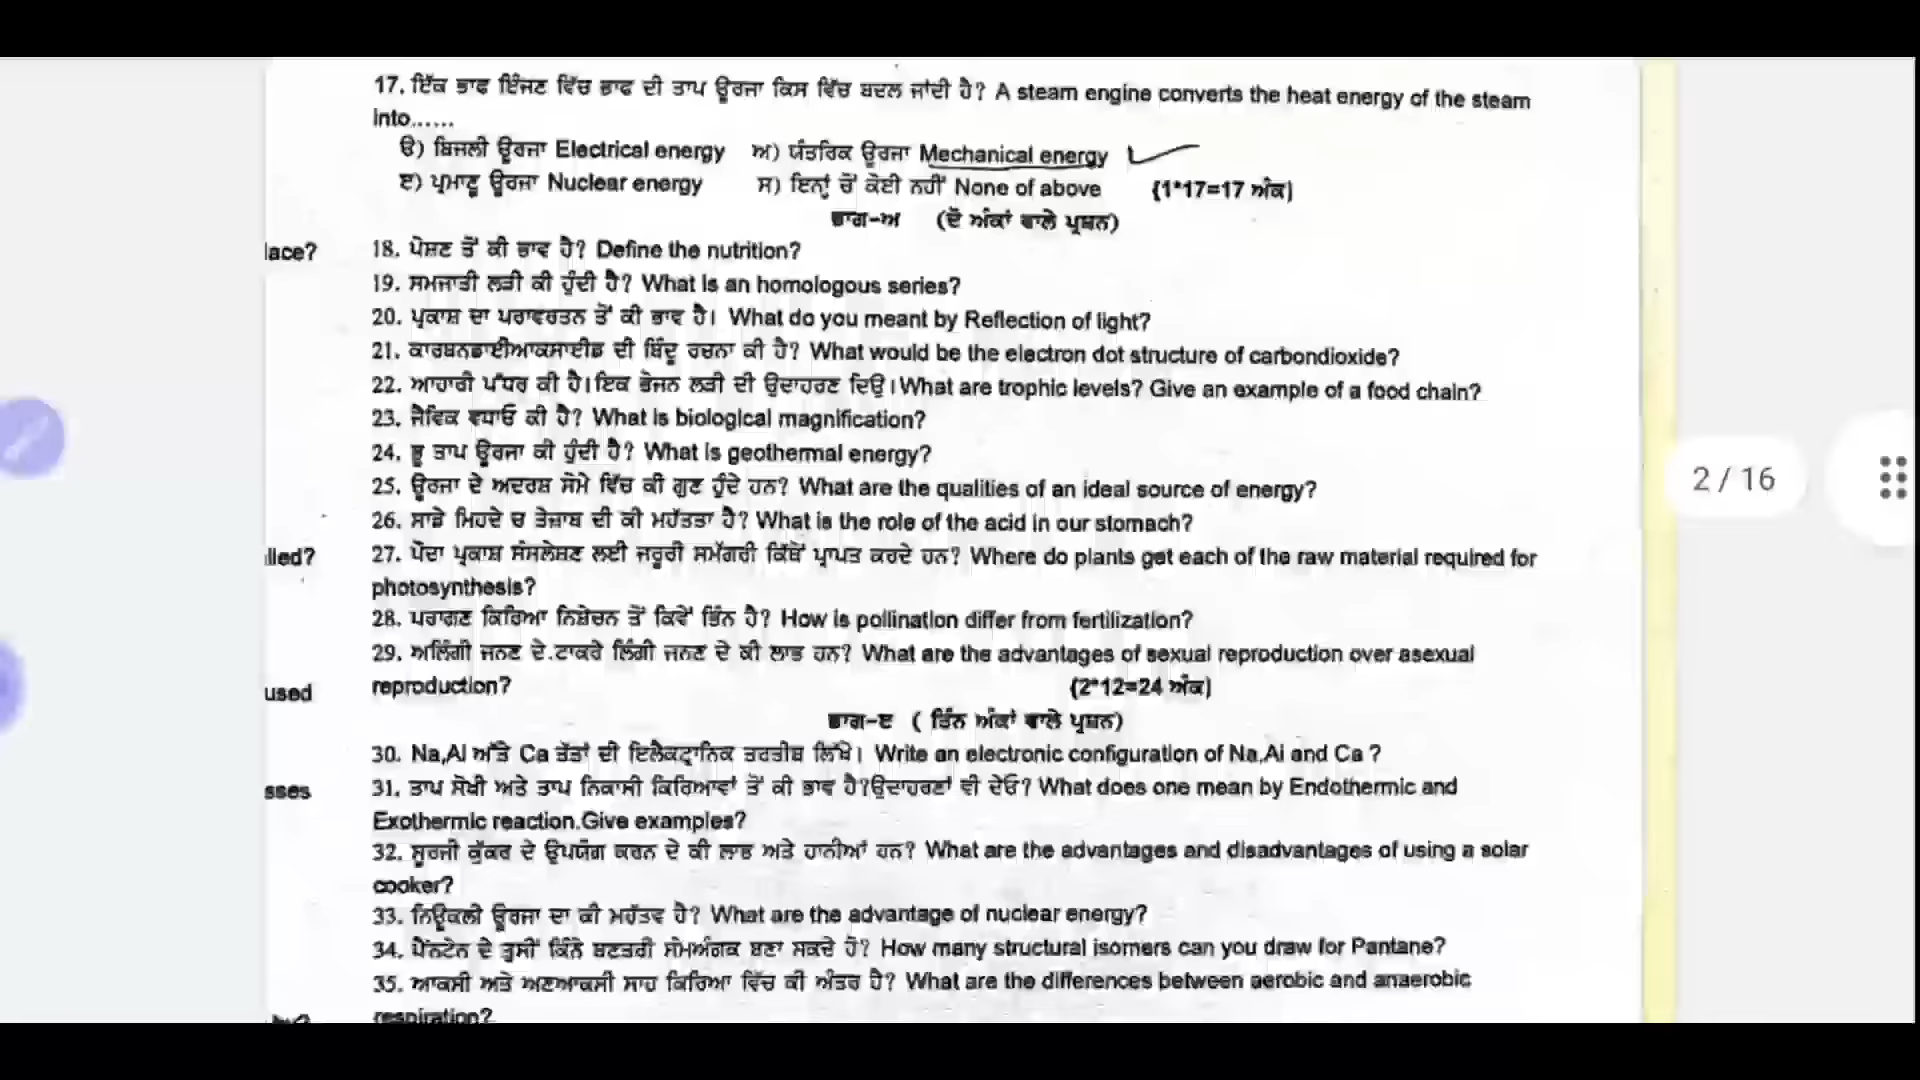 17. ਇੱਕ ਭਾਫ ਇੰਜਣ ਵਿੱਚ ਭਾਫ ਦੀ ਤਾਪ ਊਰਜਾ ਕਿਸ ਵਿੱਚ ਬਦਲ ਜਾਂਦੀ ਹੈ? A steam engine converts the heat energy of the steam
into......
ੳ) ਬਿਜਲੀ ਊਰਜਾ Electrical energy ਅ) ਯੰਤਰਿਕ ਊਰਜਾ Mechanical energy
ੲ) ਪ੍ਰਮਾਣੂ ਊਰਜਾ Nuclear energy ਸ) ਇਨ੍ਹਾਂ ਚੋਂ ਕੋਈ ਨਹੀਂ None of above (1*17=17 ਅੰਕ)
ਭਾਗ-ਅ (ਦੋ ਅੰਕਾਂ ਵਾਲੇ ਪ੍ਰਸ਼ਨ)
lace? 18. ਪੋਸ਼ਣ ਤੋਂ ਕੀ ਭਾਵ ਹੈ? Define the nutrition?
19. ਸਮਜਾਤੀ ਲੜੀ ਕੀ ਹੁੰਦੀ ਹੈ? What is an homologous series?
20. ਪ੍ਰਕਾਸ਼ ਦਾ ਪਰਾਵਰਤਨ ਤੋਂ ਕੀ ਭਾਵ ਹੈ। What do you meant by Reflection of light?
21. ਕਾਰਬਨਡਾਈਆਕਸਾਈਡ ਦੀ ਬਿੰਦੂ ਰਚਨਾ ਕੀ ਹੈ? What would be the electron dot structure of carbondioxide?
22. ਆਹਾਰੀ ਪੱਧਰ ਕੀ ਹੈ।ਇਕ ਭੋਜਨ ਲੜੀ ਦੀ ਉਦਾਹਰਣ ਦਿਉ।What are trophic levels? Give an example of a food chain?
23. ਜੈਵਿਕ ਵਧਾਓ ਕੀ ਹੈ? What is biological magnification?
24. ਭੂ ਤਾਪ ਊਰਜਾ ਕੀ ਹੁੰਦੀ ਹੈ? What is geothermal energy?
25. ਊਰਜਾ ਦੇ ਅਦਰਸ਼ ਸੋਮੇ ਵਿੱਚ ਕੀ ਗੁਣ ਹੁੰਦੇ ਹਨ? What are the qualities of an ideal source of energy?
26. ਸਾਡੇ ਮਿਹਦੇ ਚ ਤੇਜ਼ਾਬ ਦੀ ਕੀ ਮਹੱਤਤਾ ਹੈ? What is the role of the acid in our stomach?
lled? 27. ਪੌਦਾ ਪ੍ਰਕਾਸ਼ ਸੰਸਲੇਸ਼ਣ ਲਈ ਜਰੂਰੀ ਸਮੱਗਰੀ ਕਿੱਥੋਂ ਪ੍ਰਾਪਤ ਕਰਦੇ ਹਨ? Where do plants get each of the raw material required for
photosynthesis?
28. ਪਰਾਗਣ ਕਿਰਿਆ ਨਿਸ਼ੇਚਨ ਤੋਂ ਕਿਵੇਂ ਭਿੰਨ ਹੈ? How is pollination differ from fertilization?
29. ਅਲਿੰਗੀ ਜਨਣ ਦੇ ਟਾਕਰੇ ਲਿੰਗੀ ਜਨਣ ਦੇ ਕੀ ਲਾਭ ਹਨ? What are the advantages of sexual reproduction over asexual
used reproduction? (2*12=24 ਅੰਕ)
ਭਾਗ-ੲ ( ਤਿੰਨ ਅੰਕਾਂ ਵਾਲੇ ਪ੍ਰਸ਼ਨ)
30. Na,Al ਅੱਤੇ Ca ਤੱਤਾਂ ਦੀ ਇਲੈਕਟ੍ਰਾਨਿਕ ਤਰਤੀਬ ਲਿੱਖੋ। Write an electronic configuration of Na,Ai and Ca ?
sses 31. ਤਾਪ ਸੋਖੀ ਅਤੇ ਤਾਪ ਨਿਕਾਸੀ ਕਿਰਿਆਵਾਂ ਤੋਂ ਕੀ ਭਾਵ ਹੈ?ਉਦਾਹਰਣਾਂ ਵੀ ਦੇਓ? What does one mean by Endothermic and
Exothermic reaction.Give examples?
32. ਸੂਰਜੀ ਕੁੱਕਰ ਦੇ ਉਪਯੋਗ ਕਰਨ ਦੇ ਕੀ ਲਾਭ ਅਤੇ ਹਾਨੀਆਂ ਹਨ? What are the advantages and disadvantages of using a solar
cooker?
33. ਨਿਊਕਲੀ ਊਰਜਾ ਦਾ ਕੀ ਮਹੱਤਵ ਹੈ? What are the advantage of nuclear energy?
34. ਪੈਂਨਟੇਨ ਦੇ ਤੁਸੀਂ ਕਿੰਨੇ ਬਣਤਰੀ ਸੋਮਅੰਗਕ ਬਣਾ ਸਕਦੇ ਹੋ? How many structural isomers can you draw for Pantane?
35. ਆਕਸੀ ਅਤੇ ਅਣਆਕਸੀ ਸਾਹ ਕਿਰਿਆ ਵਿੱਚ ਕੀ ਅੰਤਰ ਹੈ? What are the differences between aerobic and anaerobic
respiration?
2 / 16